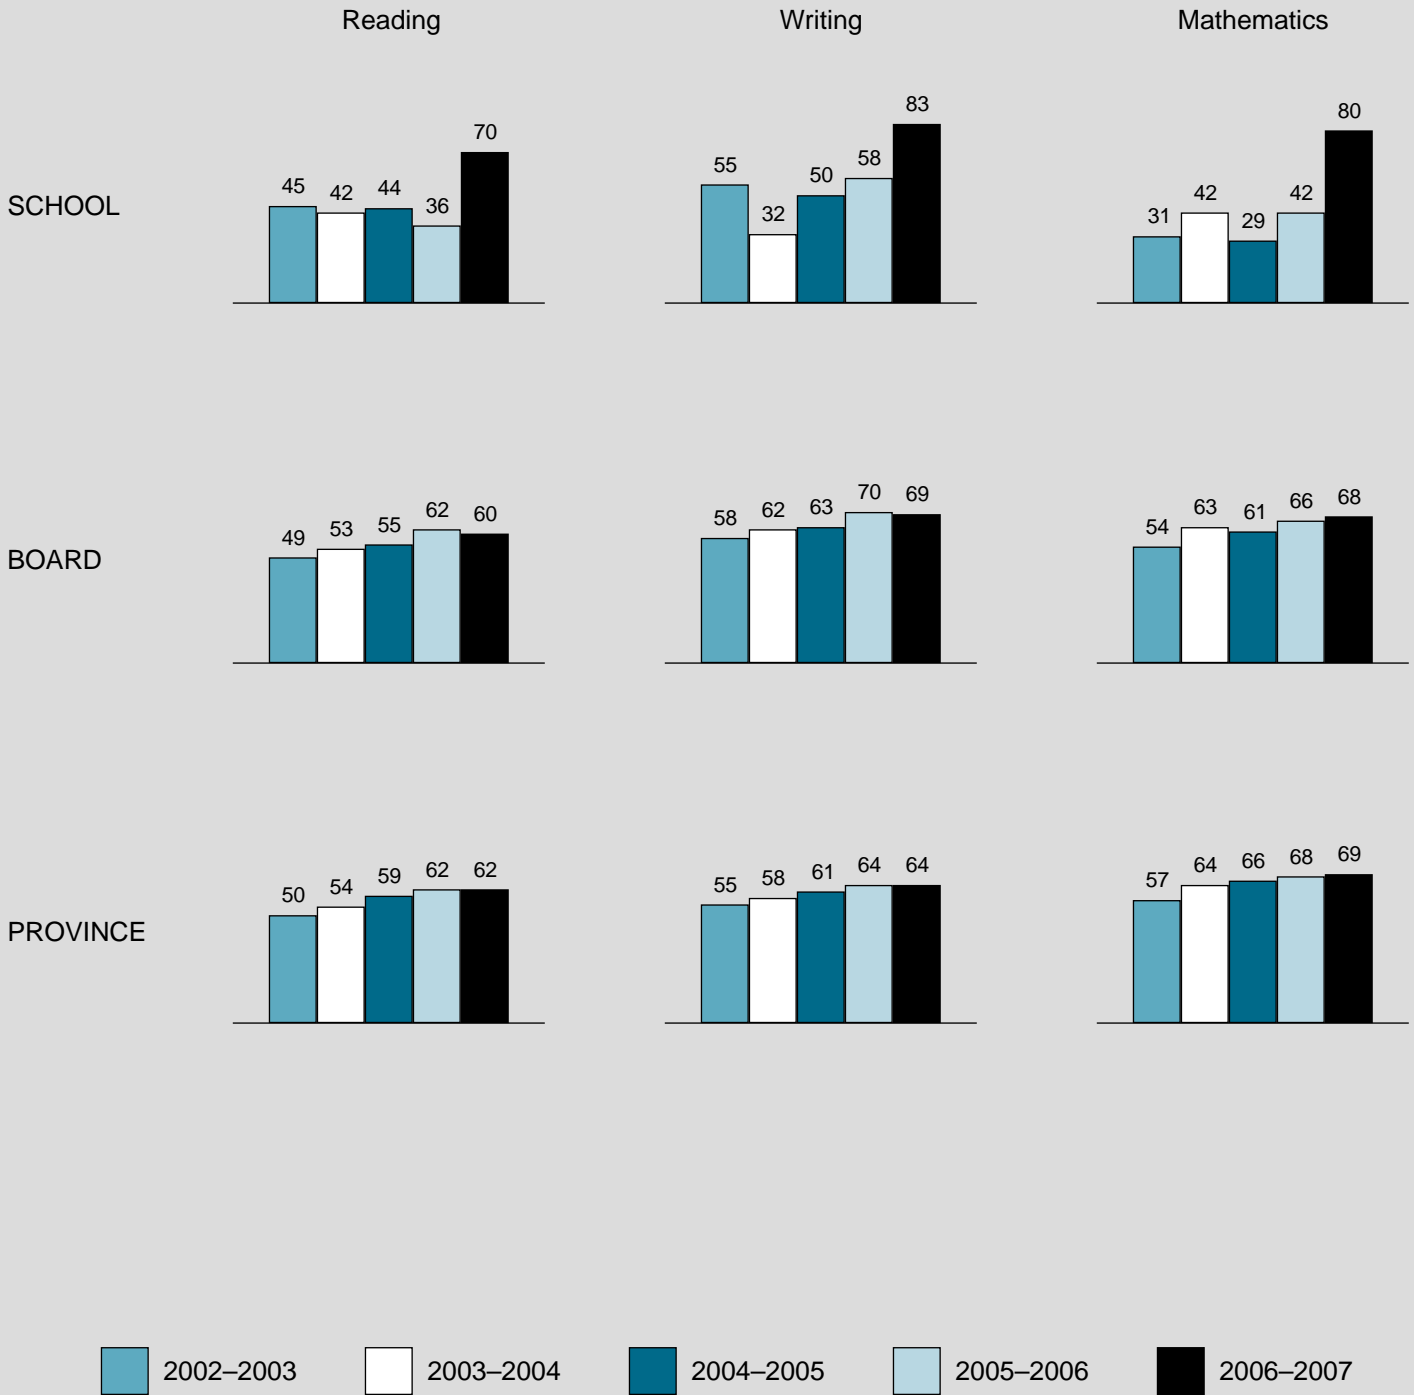 Reading Writing Mathematics
SCHOOL
45 42 44 36 70
55 32 50 58 83
31 42 29 42 80
BOARD
49 53 55 62 60
58 62 63 70 69
54 63 61 66 68
PROVINCE
50 54 59 62 62
55 58 61 64 64
57 64 66 68 69
2002–2003 2003–2004 2004–2005 2005–2006 2006–2007